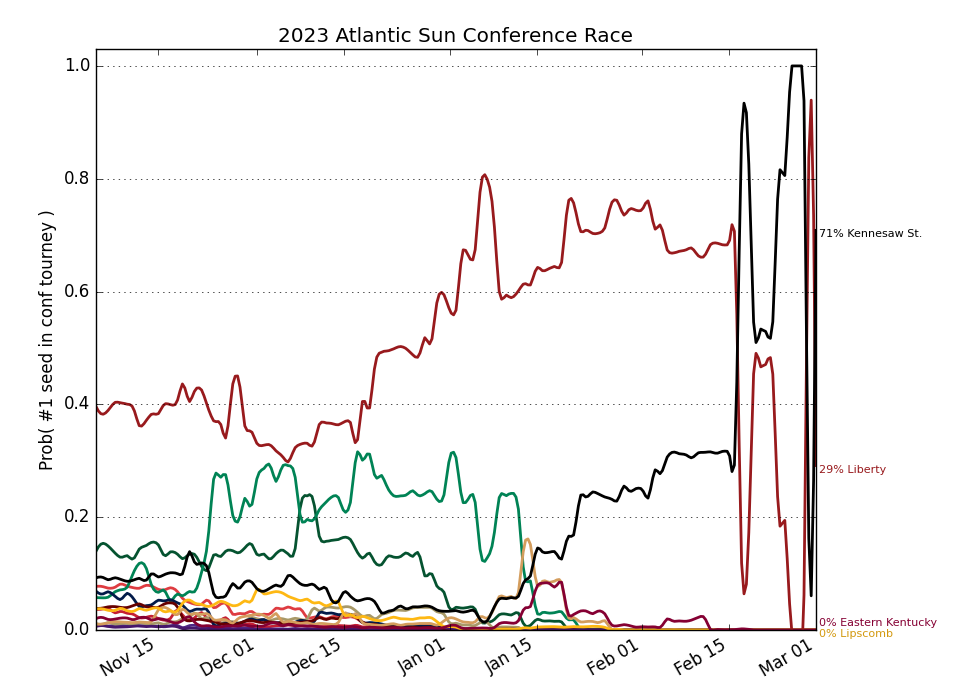 2023 Atlantic Sun Conference Race
Prob( #1 seed in conf tourney )
1.0
0.8
0.6
0.4
0.2
0.0
71% Kennesaw St.
29% Liberty
0% Eastern Kentucky
0% Lipscomb
Nov 15
Dec 01
Dec 15
Jan 01
Jan 15
Feb 01
Feb 15
Mar 01